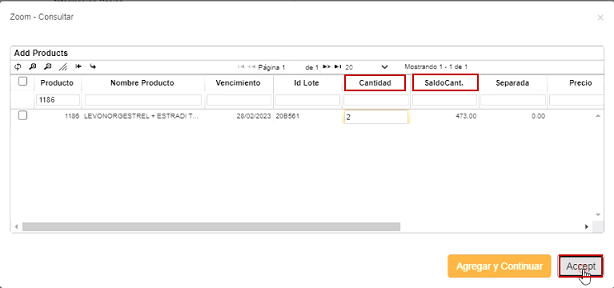 Zoom - Consultar
×
Add Products
Página 1 de 1 20 Mostrando 1 - 1 de 1
Producto Nombre Producto Vencimiento Id Lote Cantidad SaldoCant. Separada Precio
1186
1186 LEVONORGESTREL + ESTRADI T... 28/02/2023 20B561 2 473.00 0.00
Agregar y Continuar Accept